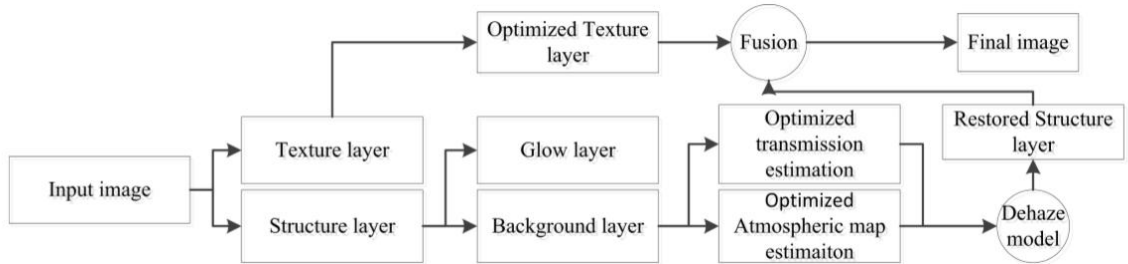 Optimized Texture
layer
Fusion
Final image
Input image
Texture layer
Structure layer
Glow layer
Background layer
Optimized
transmission
estimation
Optimized
Atmospheric map
estimaiton
Restored Structure
layer
Dehaze
model